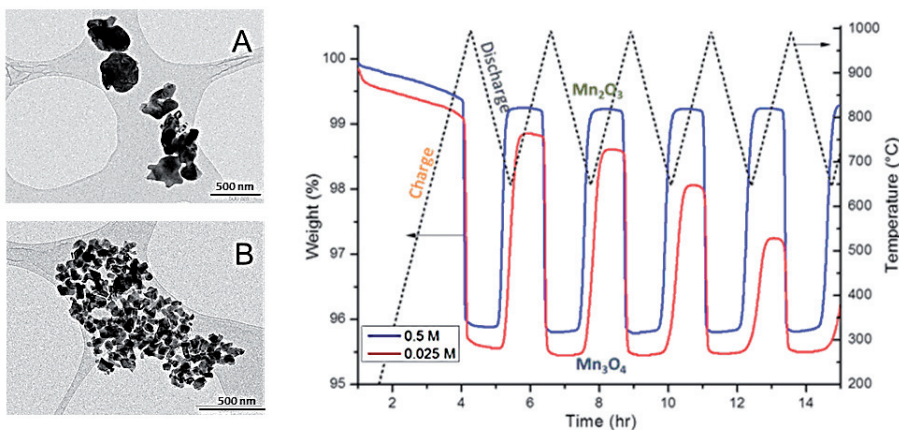 A
500 nm
B
500 nm
Weight (%)
100
99
98
97
96
95
Charge
Discharge
Mn₂O₃
Mn₃O₄
0.5 M
0.025 M
2
4
6
8
10
12
14
Time (hr)
1000
900
800
700
600
500
400
300
200
Temperature (°C)